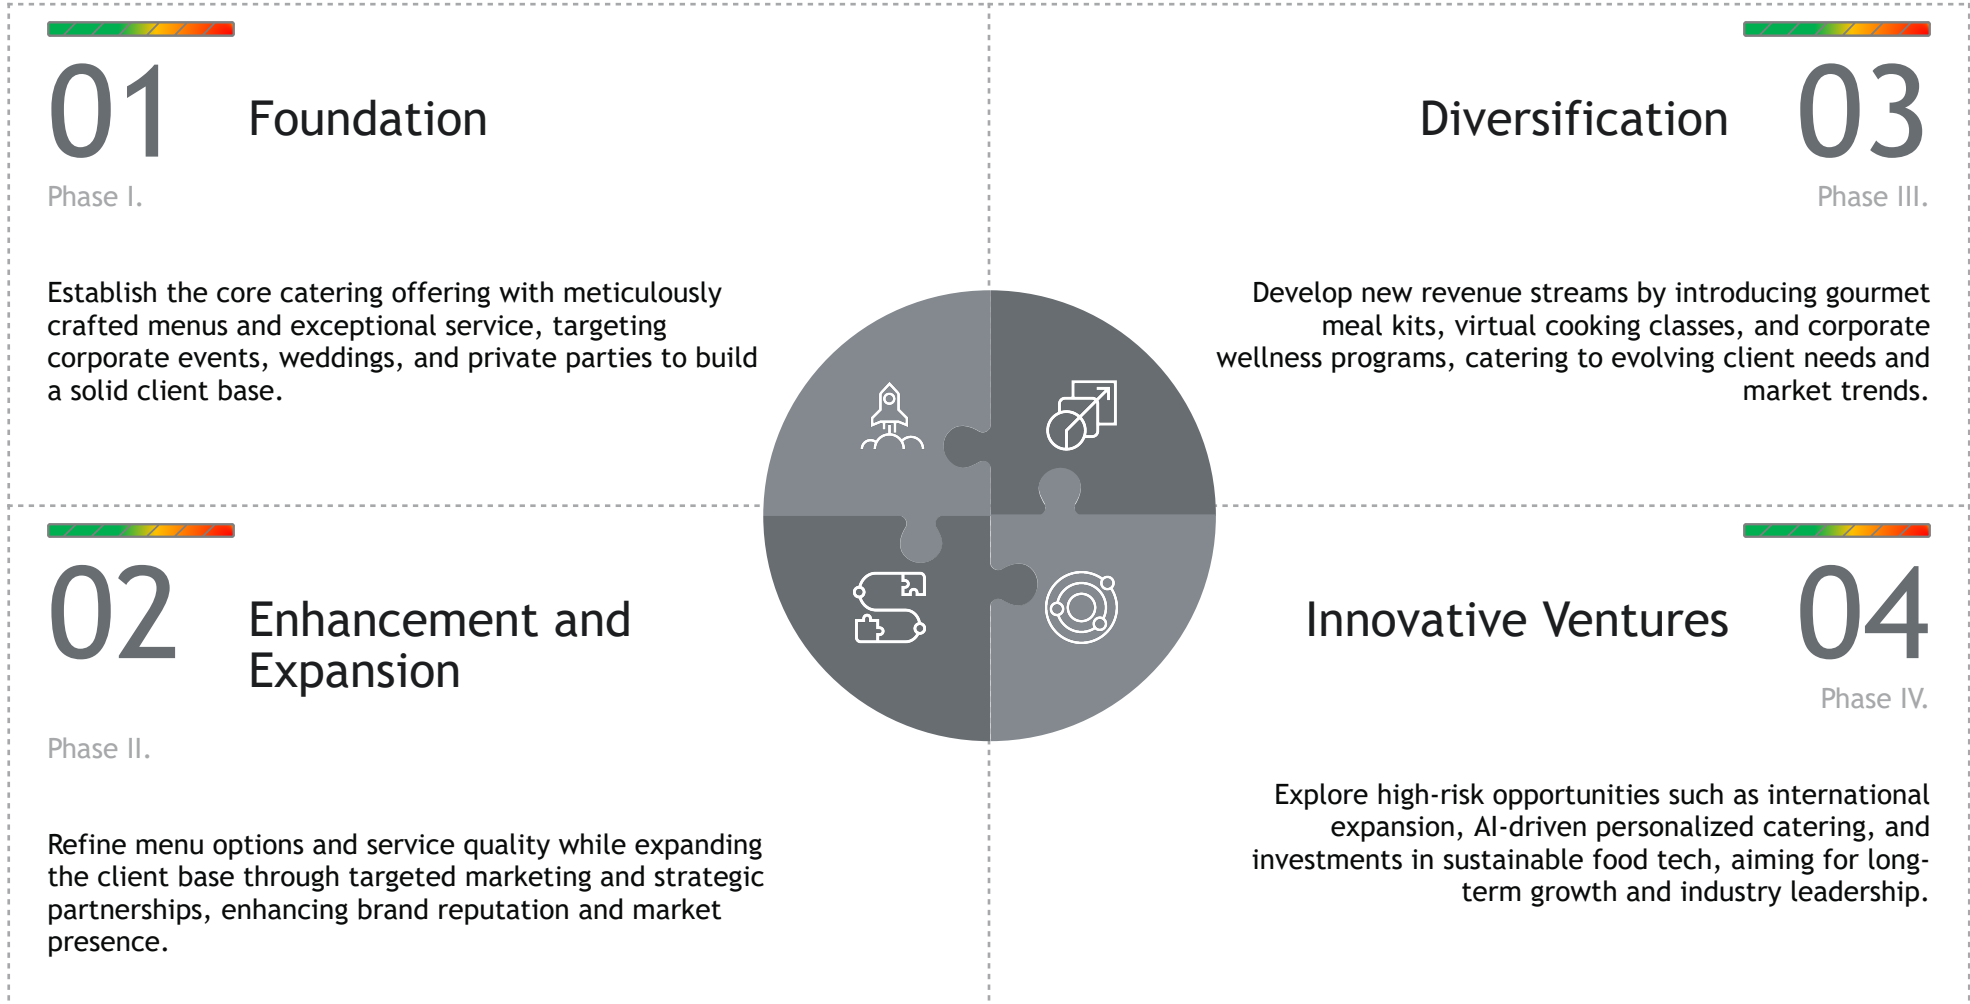 01
Foundation
Phase I.
Establish the core catering offering with meticulously
crafted menus and exceptional service, targeting
corporate events, weddings, and private parties to build
a solid client base.
02
Enhancement and
Expansion
Phase II.
Refine menu options and service quality while expanding
the client base through targeted marketing and strategic
partnerships, enhancing brand reputation and market
presence.
Diversification
03
Phase III.
Develop new revenue streams by introducing gourmet
meal kits, virtual cooking classes, and corporate
wellness programs, catering to evolving client needs and
market trends.
Innovative Ventures
04
Phase IV.
Explore high-risk opportunities such as international
expansion, AI-driven personalized catering, and
investments in sustainable food tech, aiming for long-
term growth and industry leadership.